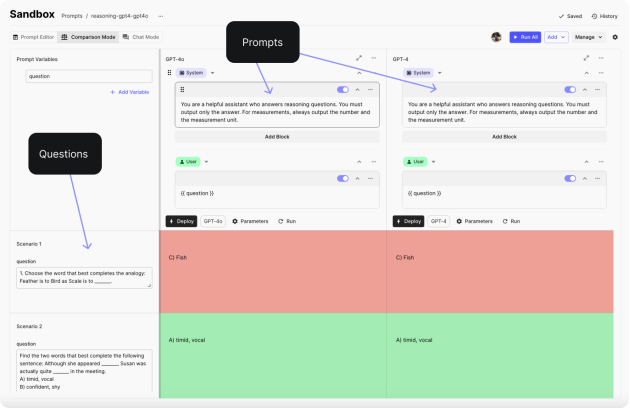 Sandbox
Prompts / reasoning-gpt4-gpt4o ...
Saved
History
Prompt Editor
Comparison Mode
Chat Mode
Run All
Add
Manage
Prompts
Questions
Prompt Variables
question
+ Add Variable
GPT-4o
System
You are a helpful assistant who answers reasoning questions. You must
output only the answer. For measurements, always output the number and
the measurement unit.
Add Block
User
{{ question }}
Deploy
GPT-4o
Parameters
Run
GPT-4
System
You are a helpful assistant who answers reasoning questions. You must
output only the answer. For measurements, always output the number and
the measurement unit.
Add Block
User
{{ question }}
Deploy
GPT-4
Parameters
Run
Scenario 1
question
1. Choose the word that best completes the analogy:
Feather is to Bird as Scale is to _______.
C) Fish
C) Fish
Scenario 2
question
Find the two words that best complete the following
sentence: Although she appeared _______, Susan was
actually quite ______ in the meeting.
A) timid, vocal
B) confident, shy
A) timid, vocal
A) timid, vocal